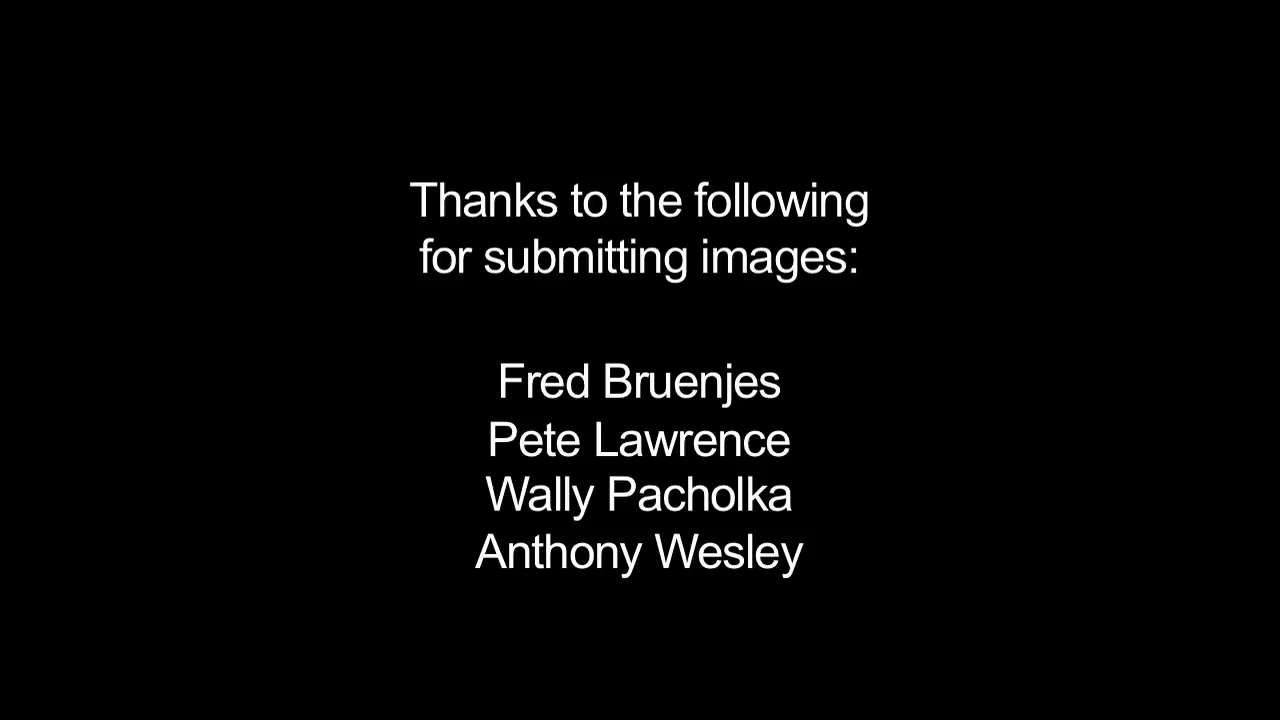 Thanks to the following
for submitting images:
Fred Bruenjes
Pete Lawrence
Wally Pacholka
Anthony Wesley